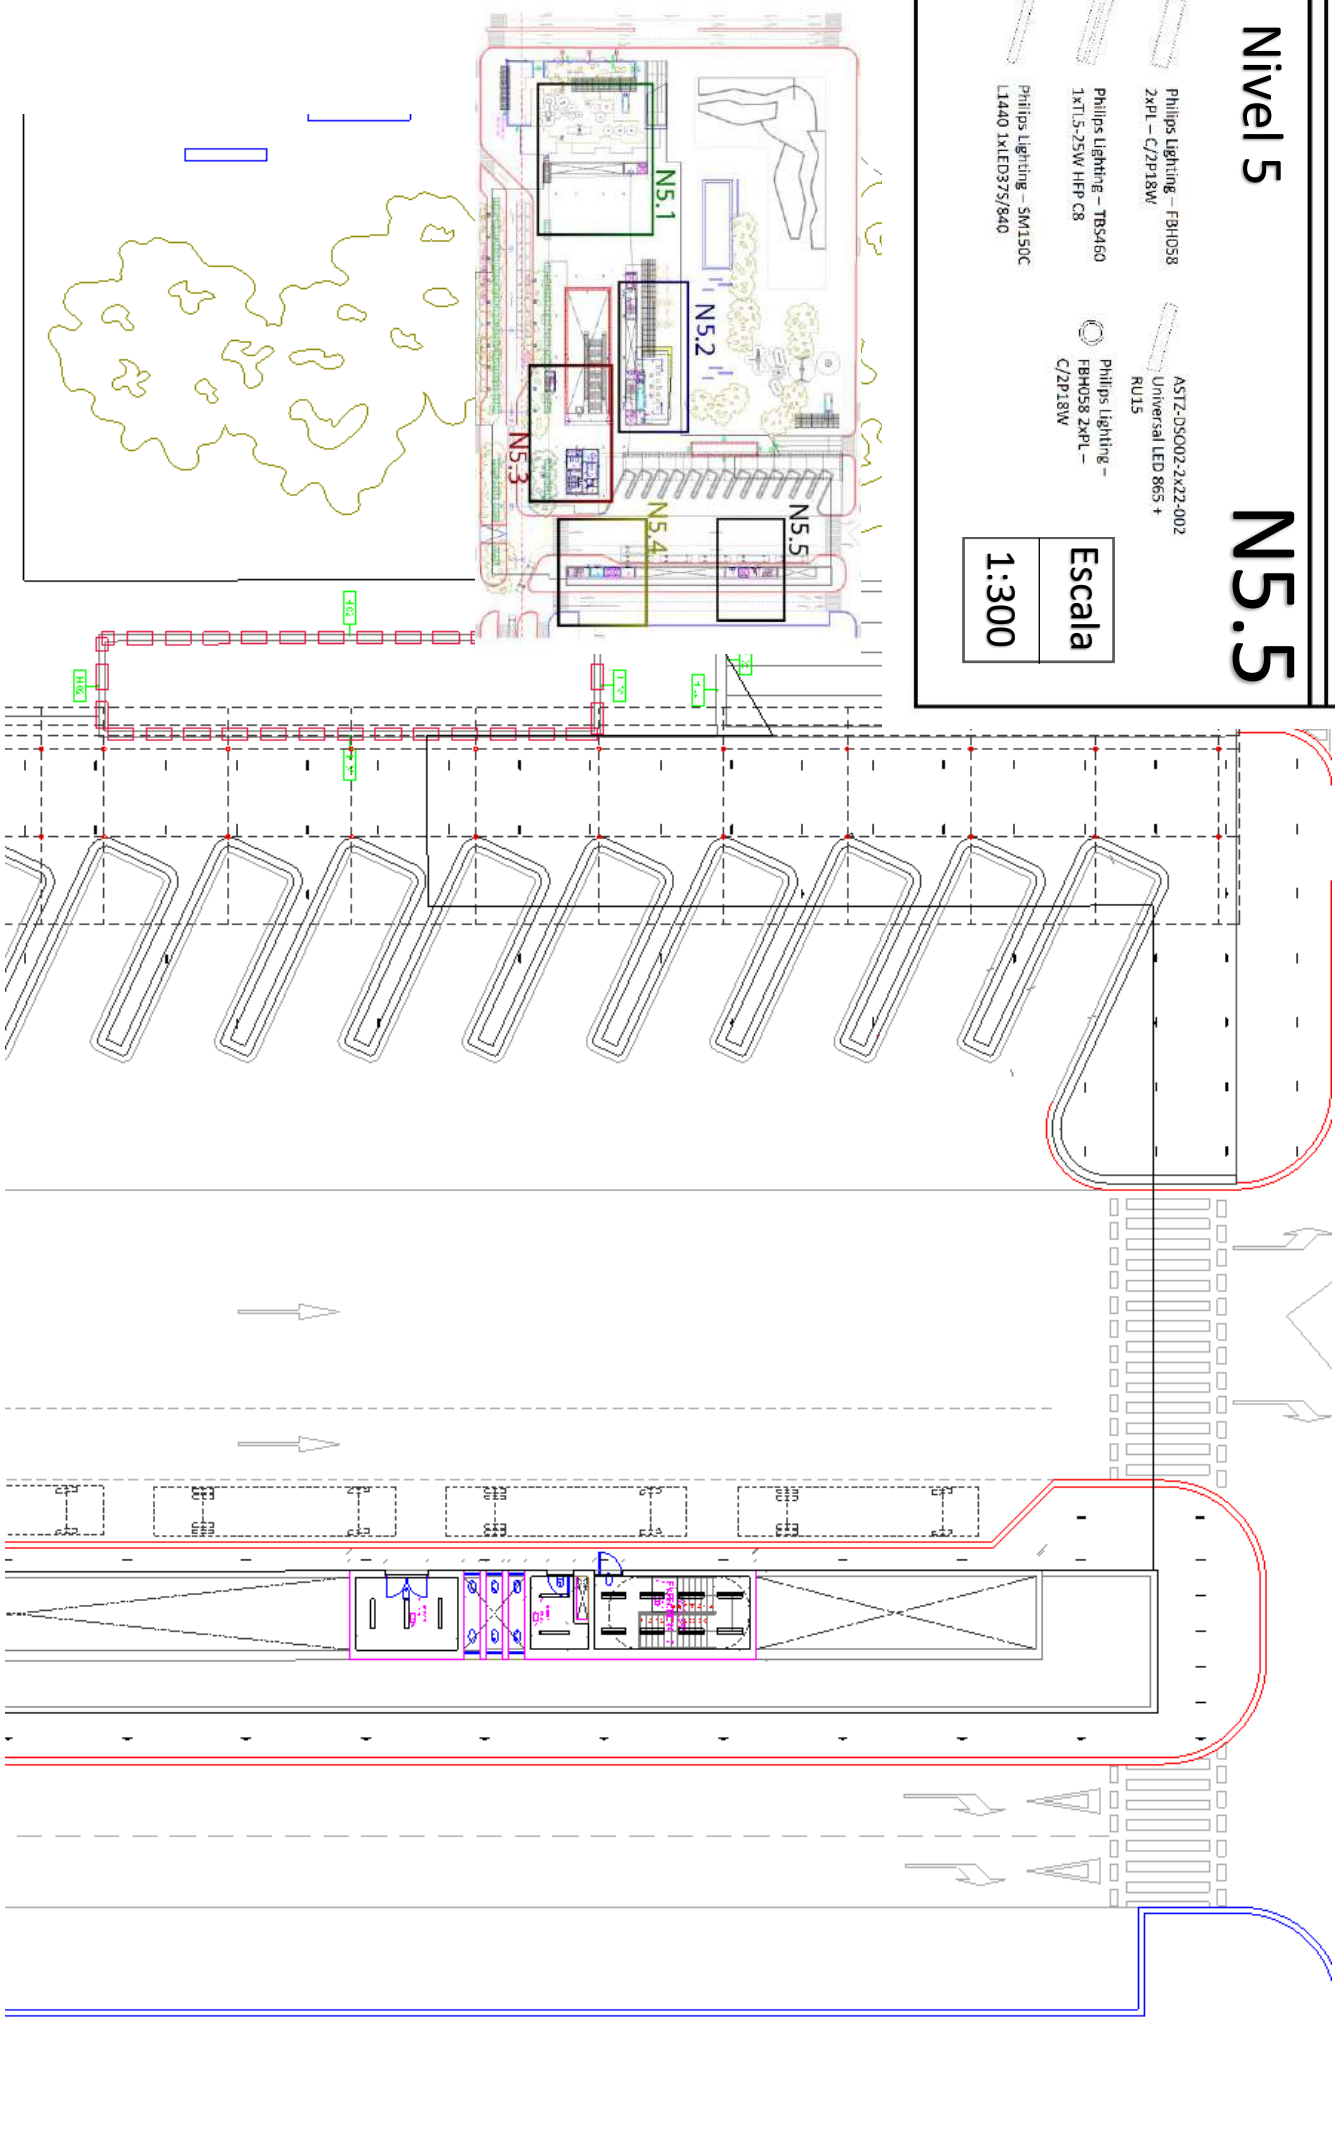 Nivel 5
N5.5
Philips Lighting – FBH058
2xPL – C/2P18W
Philips Lighting – TBS460
1xTL5-25W HFP C8
Philips Lighting – SM150C
L1440 1xLED37S/840
AST2-DSO02-2x22-002
Universal LED 865 +
RU15
Philips Lighting –
FBH058 2xPL –
C/2P18W
Escala
1:300
N5.1
N5.2
N5.3
N5.4
N5.5